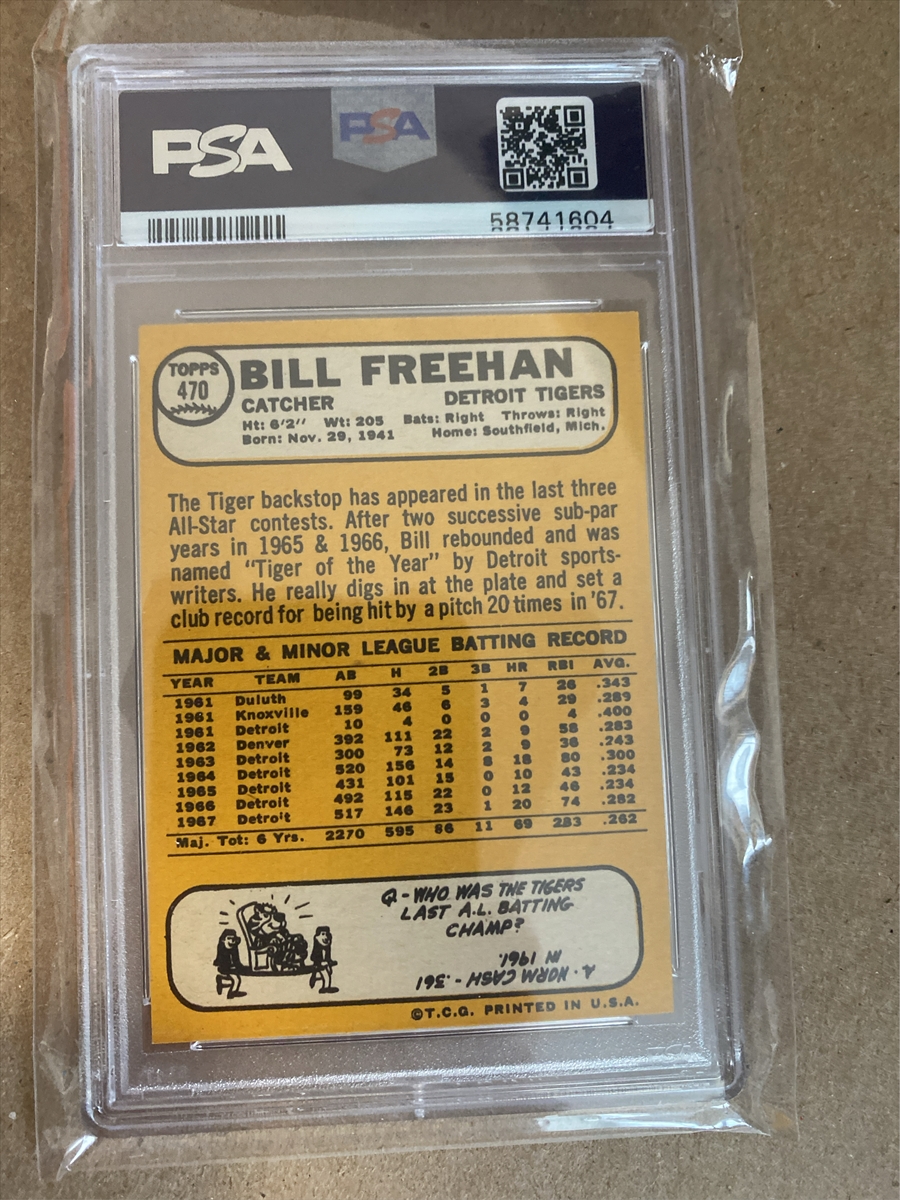 PSA PSA
58741604
TOPPS
470
BILL FREEHAN
CATCHER DETROIT TIGERS
Ht: 6'2" Wt: 205 Bats: Right Throws: Right
Born: Nov. 29, 1941 Home: Southfield, Mich.
The Tiger backstop has appeared in the last three
All-Star contests. After two successive sub-par
years in 1965 & 1966, Bill rebounded and was
named "Tiger of the Year" by Detroit sports-
writers. He really digs in at the plate and set a
club record for being hit by a pitch 20 times in '67.
MAJOR & MINOR LEAGUE BATTING RECORD
YEAR TEAM AB H 2B 3B HR RBI AVG.
1961 Duluth 99 34 5 1 7 26 .343
1961 Knoxville 159 46 6 3 4 29 .289
1961 Detroit 10 4 0 0 0 4 .400
1962 Denver 392 111 22 2 9 58 .283
1963 Detroit 300 73 12 2 9 36 .243
1964 Detroit 520 156 14 8 18 80 .300
1965 Detroit 431 101 15 0 10 43 .234
1966 Detroit 492 115 22 0 12 46 .234
1967 Detroit 517 146 23 1 20 74 .282
Maj. Tot: 6 Yrs. 2270 595 86 11 69 283 .262
Q-WHO WAS THE TIGERS
LAST A.L. BATTING
CHAMP?
A. NORM CASH - .361
IN 1961.
©T.C.G. PRINTED IN U.S.A.